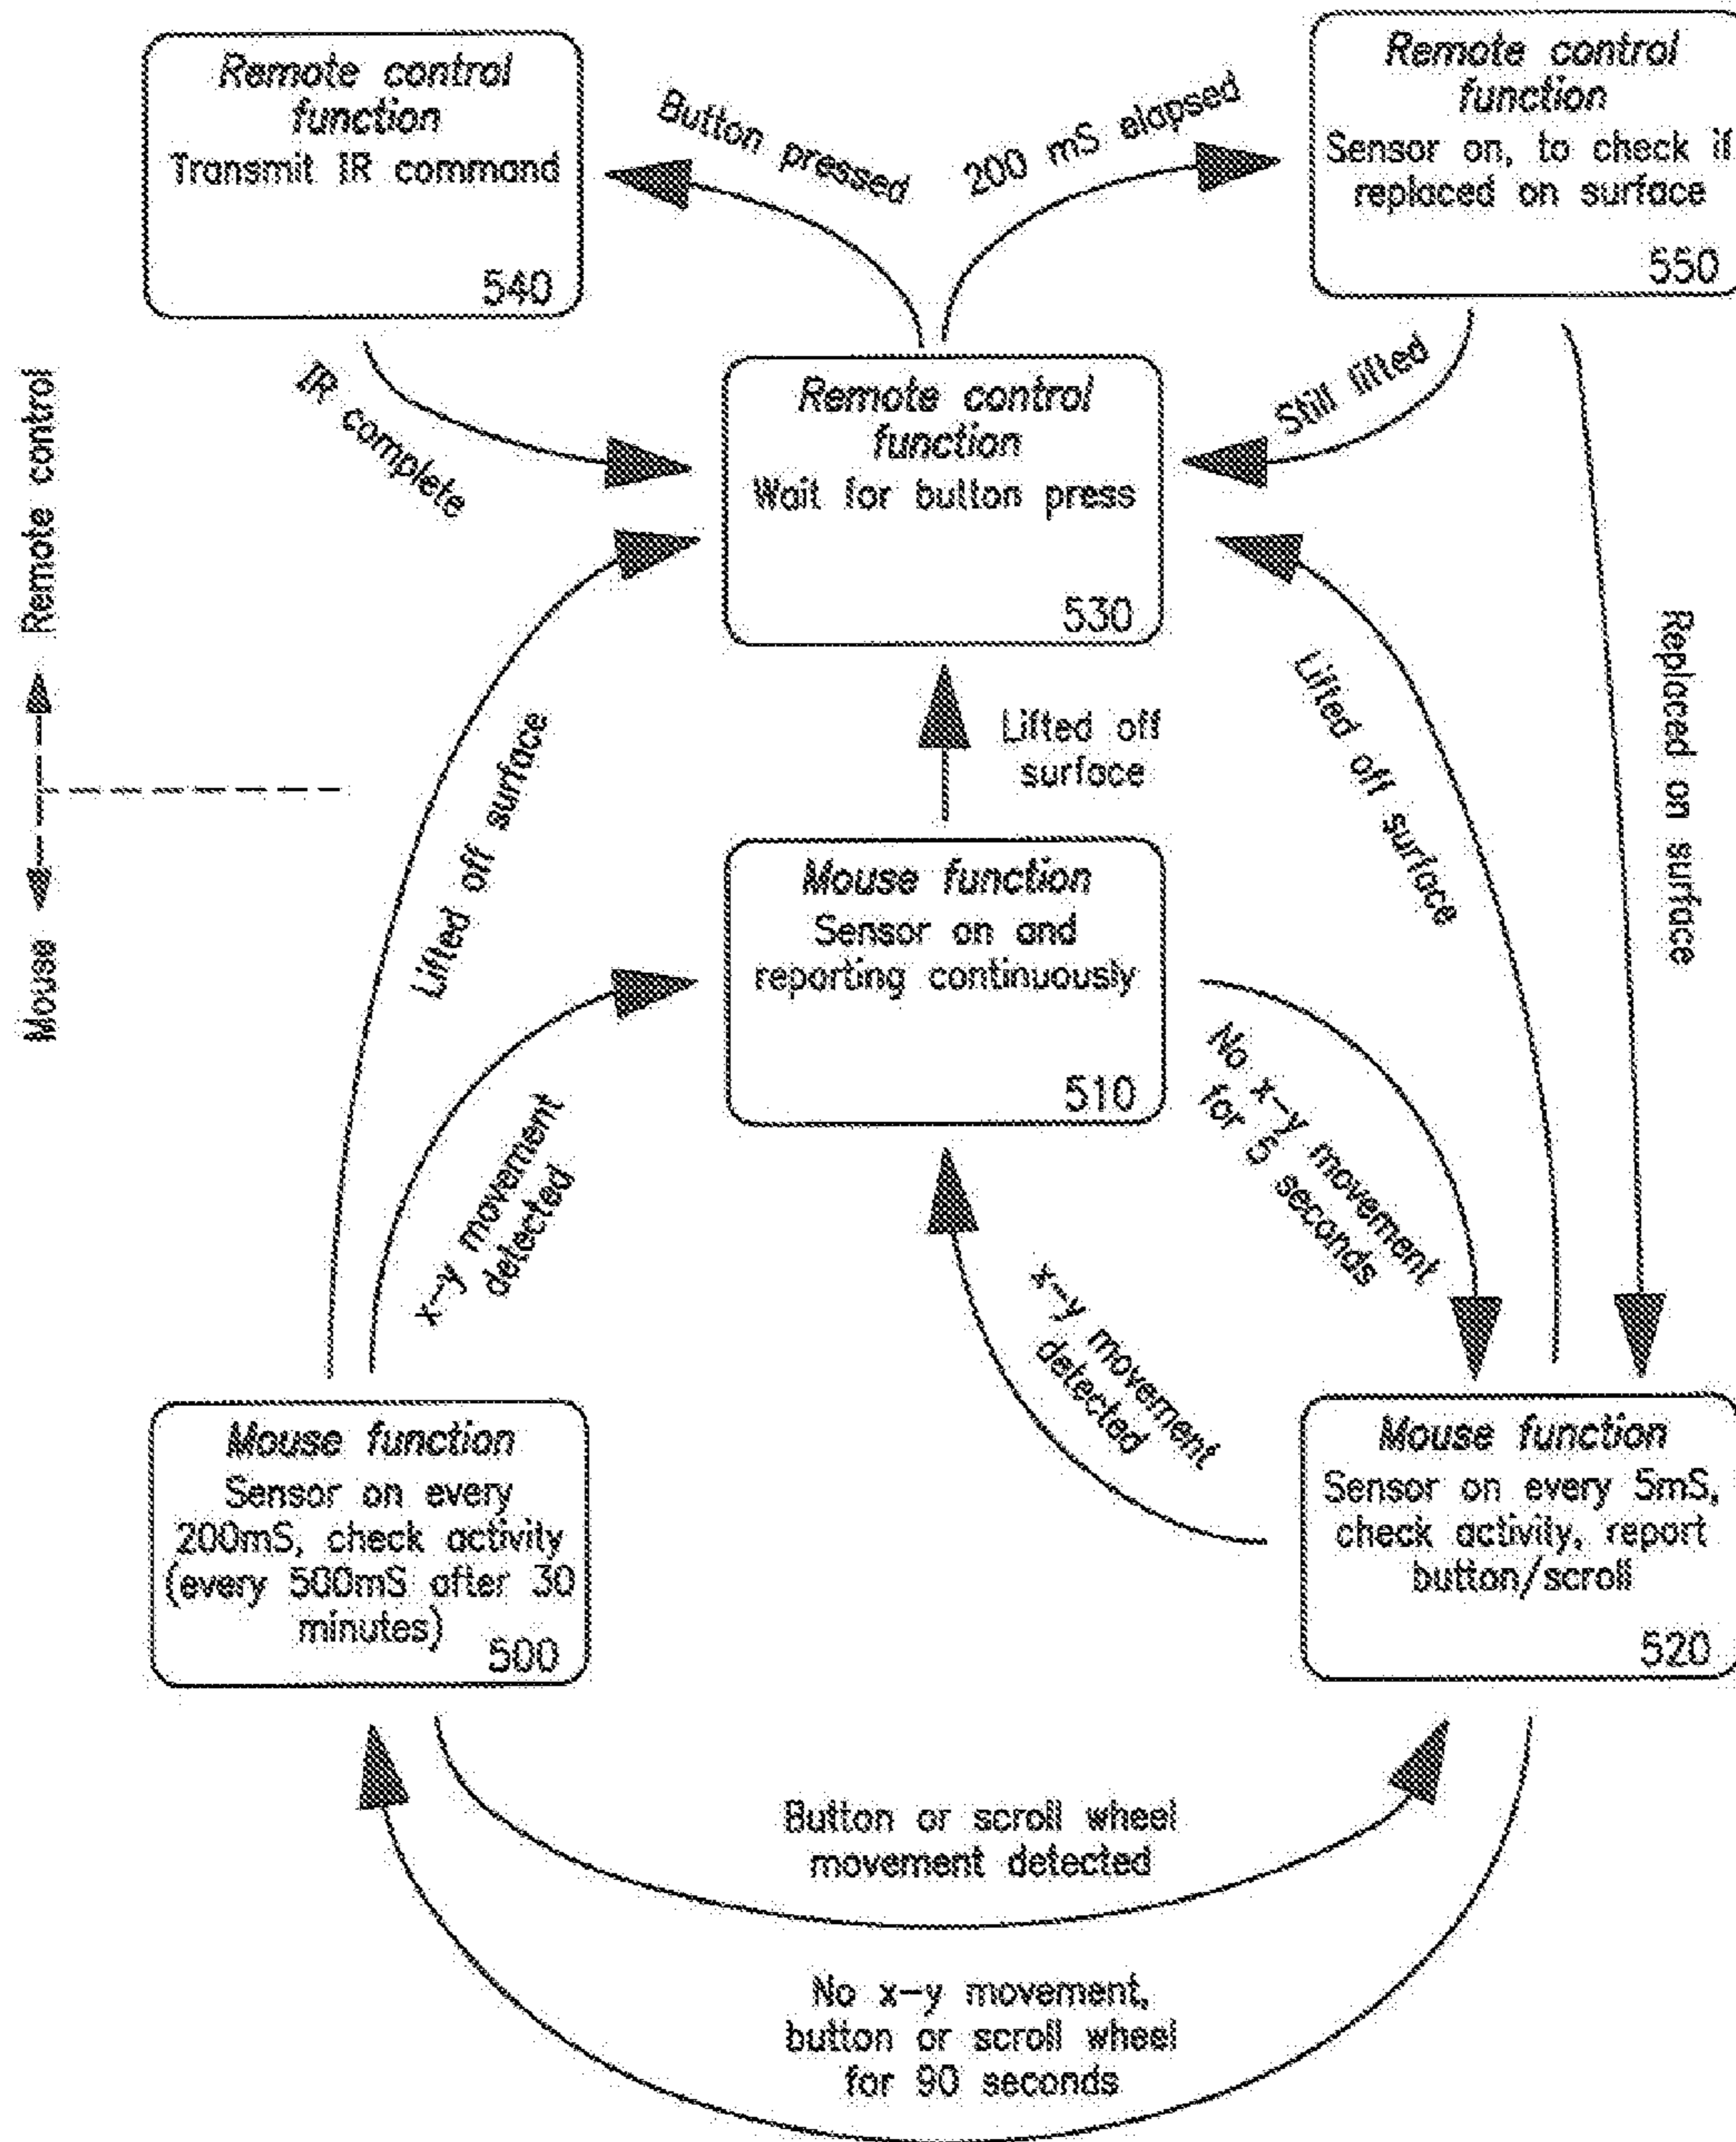 Remote control
function
Transmit IR command
540
Button pressed
200 mS elapsed
Remote control
function
Sensor on, to check if
replaced on surface
550
IR complete
Remote control
function
Wait for button press
530
Still lifted
Remote control
Mouse
Lifted off surface
Lifted off
surface
Lifted off surface
Replaced on surface
Mouse function
Sensor on and
reporting continuously
510
x-y movement
detected
No x-y movement
for 5 seconds
x-y movement
detected
Mouse function
Sensor on every
200mS, check activity
(every 500mS after 30
minutes)
500
Mouse function
Sensor on every 5mS,
check activity, report
button/scroll
520
Button or scroll wheel
movement detected
No x-y movement,
button or scroll wheel
for 90 seconds